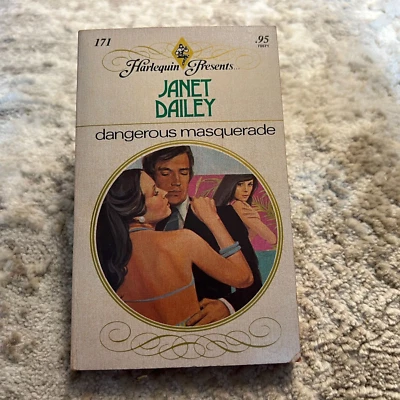 171
Harlequin Presents...
.95
JANET
DAILEY
dangerous masquerade